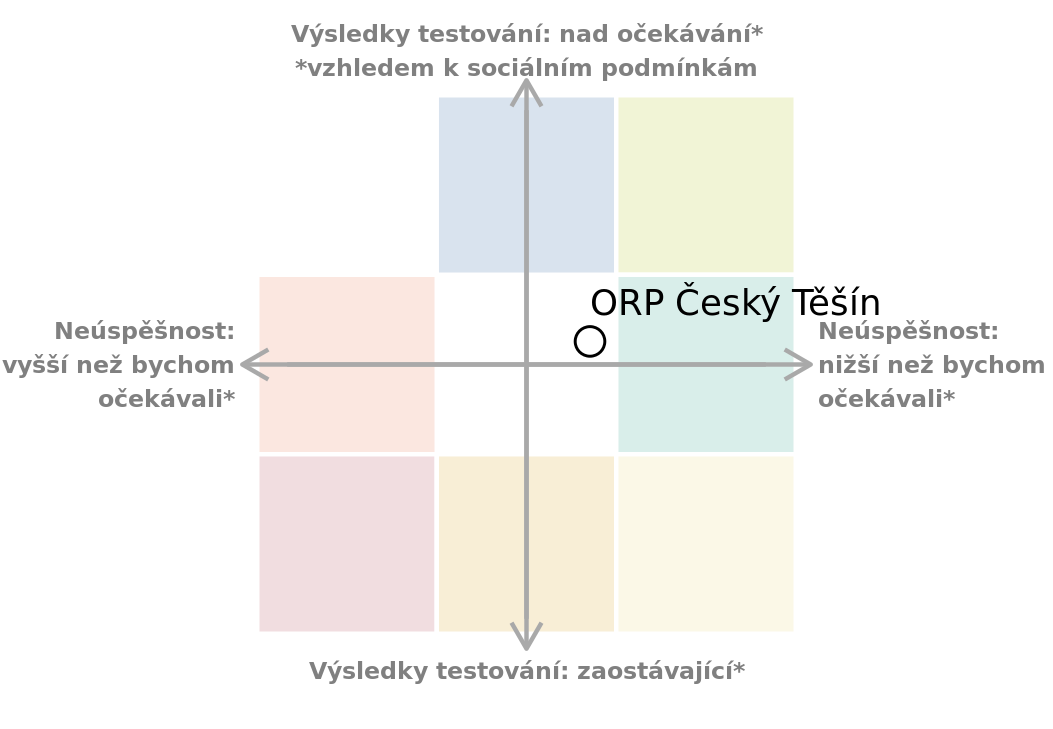 Výsledky testování: nad očekávání*
*vzhledem k sociálním podmínkám
ORP Český Těšín
Neúspěšnost:
vyšší než bychom
očekávali*
Neúspěšnost:
nižší než bychom
očekávali*
Výsledky testování: zaostávající*